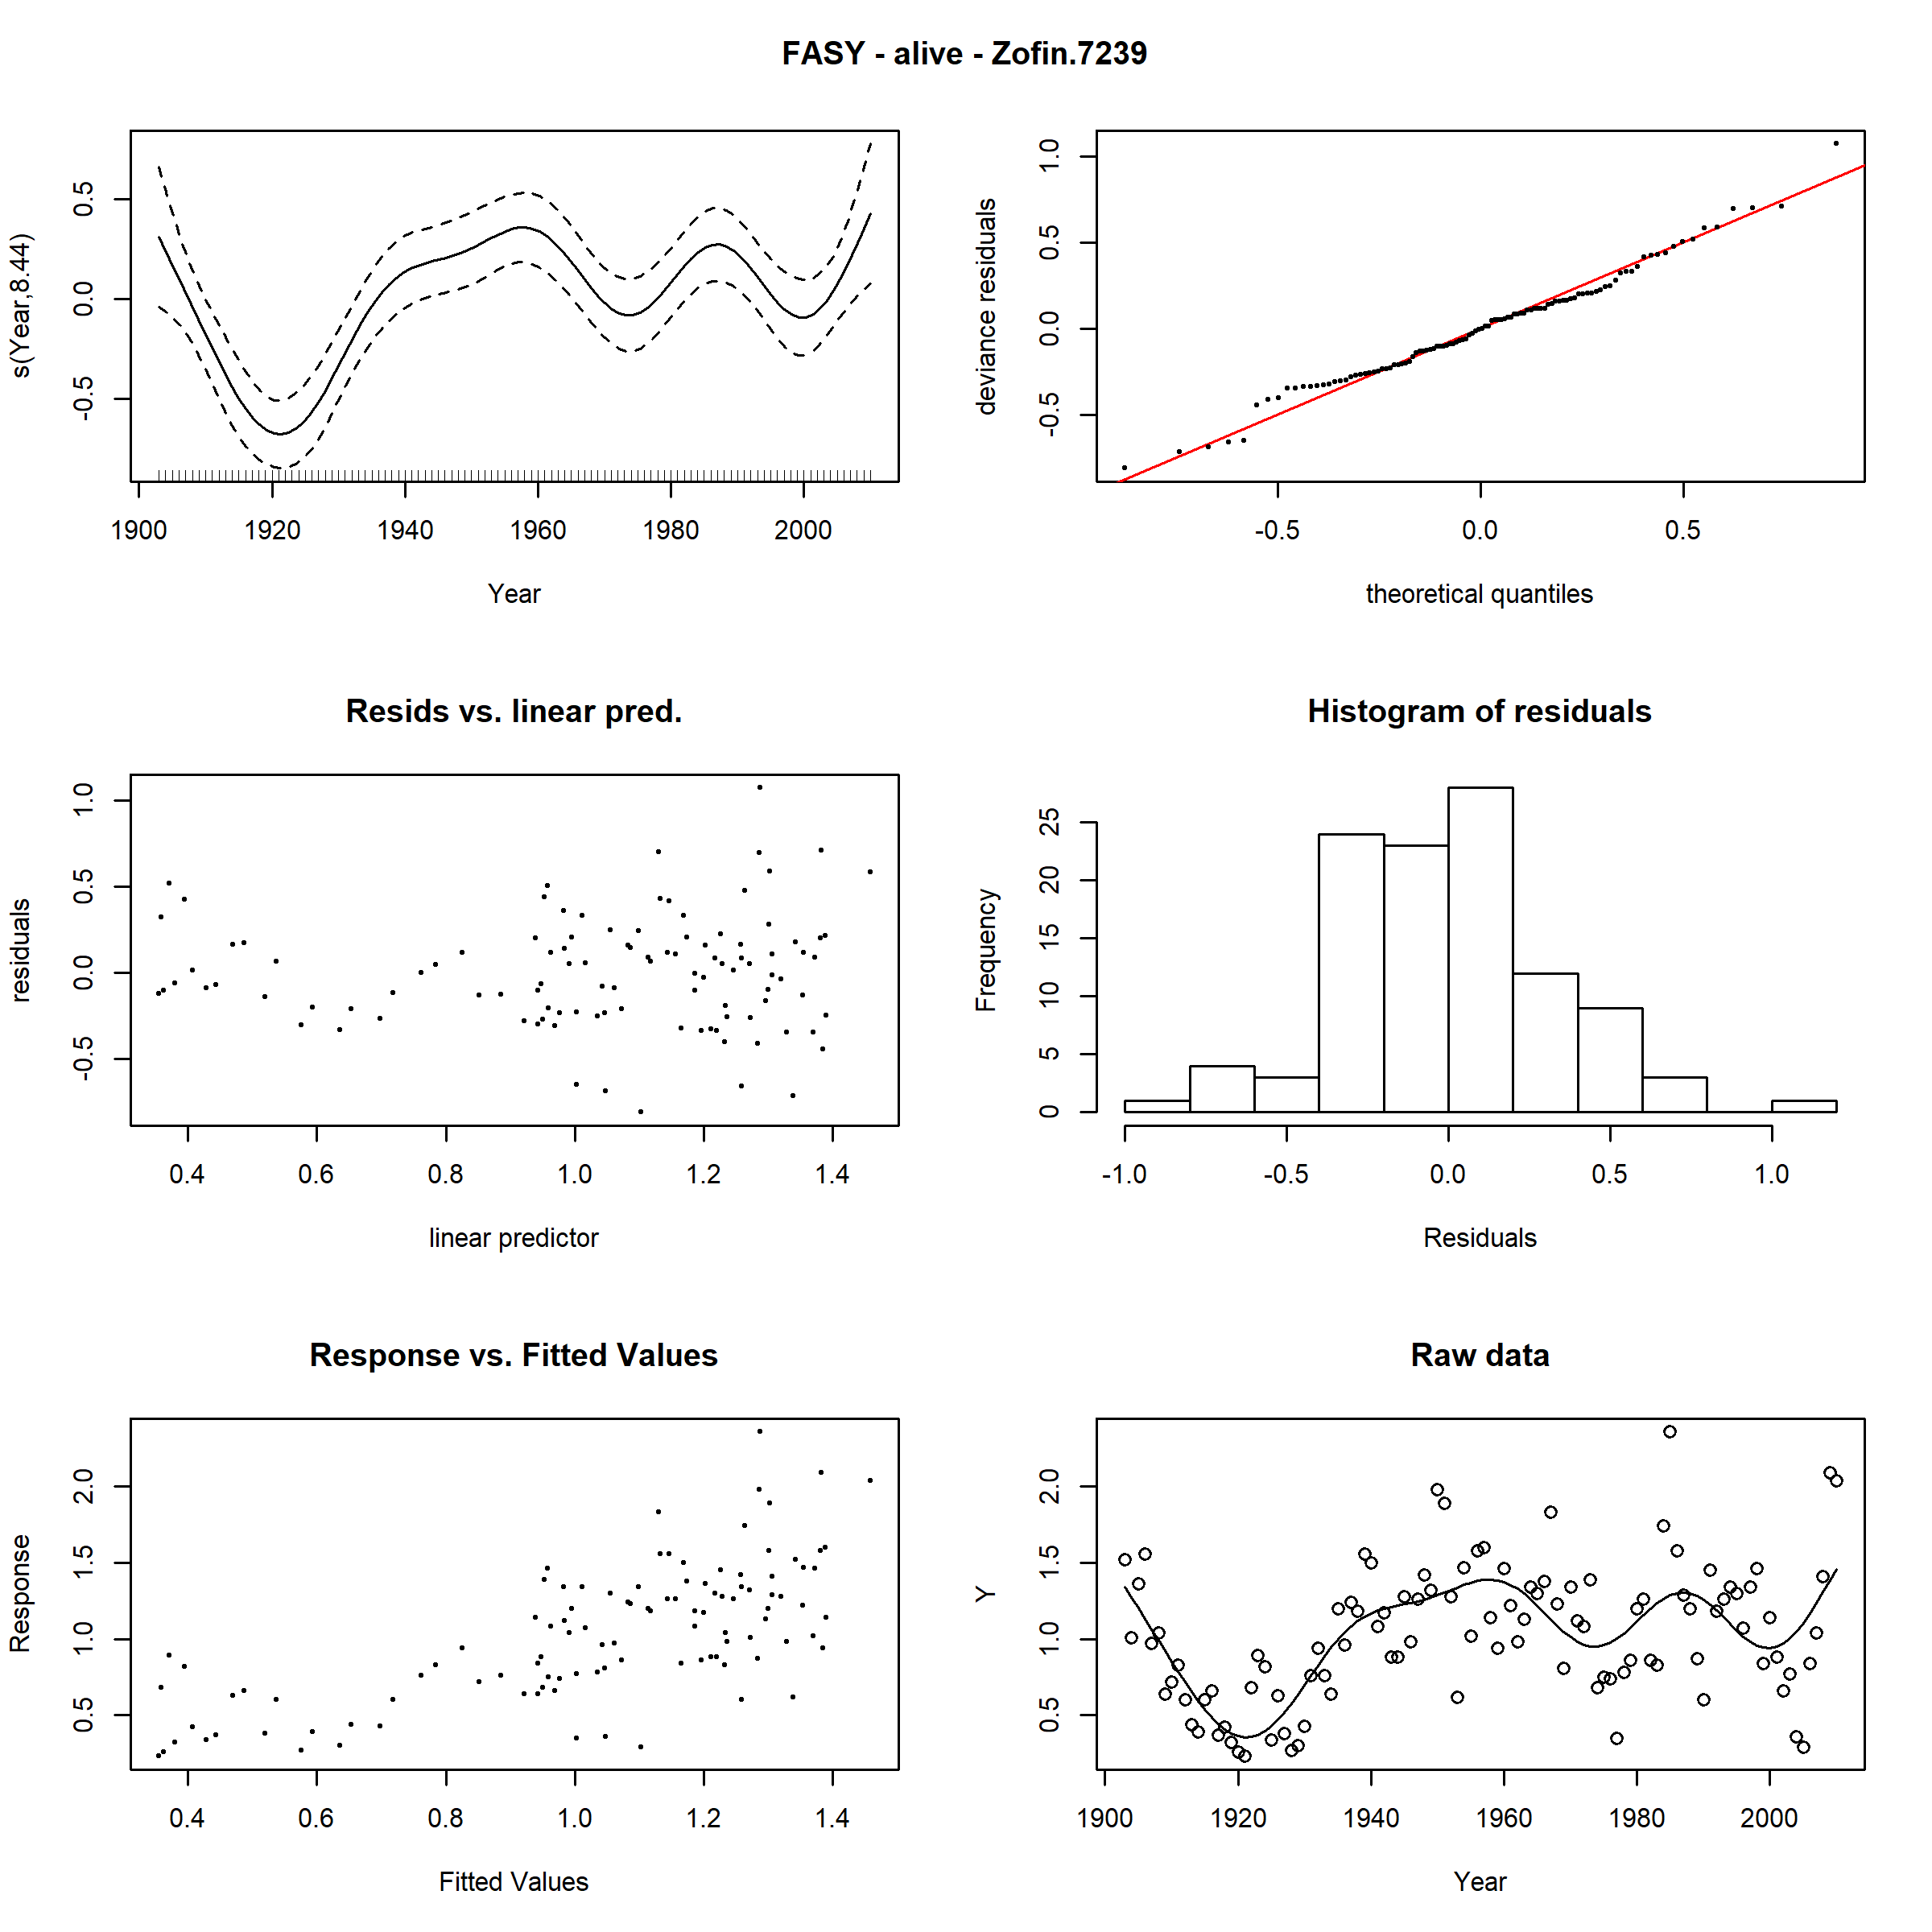 FASY - alive - Zofin.7239
s(Year,8.44)
0.5
0.0
-0.5
1900 1920 1940 1960 1980 2000
Year
deviance residuals
1.0
0.5
0.0
-0.5
-0.5 0.0 0.5
theoretical quantiles
Resids vs. linear pred.
residuals
1.0
0.5
0.0
-0.5
0.4 0.6 0.8 1.0 1.2 1.4
linear predictor
Histogram of residuals
Frequency
25
20
15
10
5
0
-1.0 -0.5 0.0 0.5 1.0
Residuals
Response vs. Fitted Values
Response
2.0
1.5
1.0
0.5
0.4 0.6 0.8 1.0 1.2 1.4
Fitted Values
Raw data
Y
2.0
1.5
1.0
0.5
1900 1920 1940 1960 1980 2000
Year